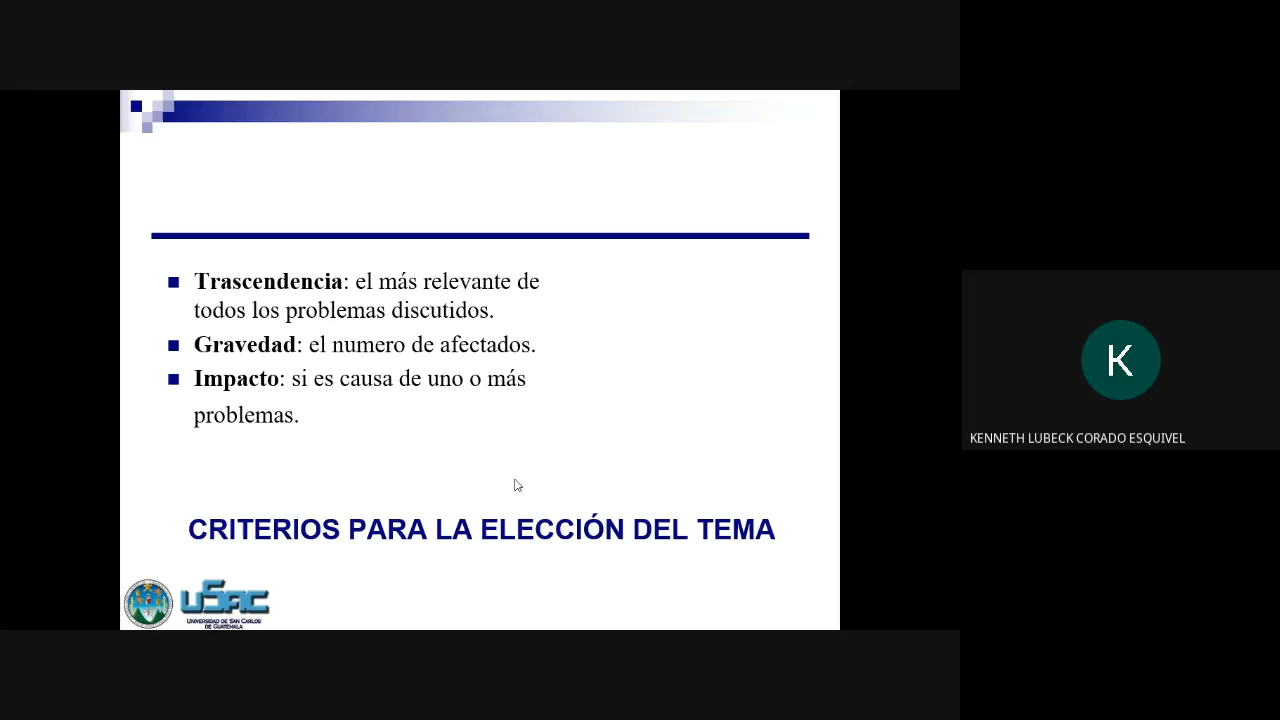 Trascendencia: el más relevante de
todos los problemas discutidos.
Gravedad: el numero de afectados.
Impacto: si es causa de uno o más
problemas.
CRITERIOS PARA LA ELECCIÓN DEL TEMA
USAC
UNIVERSIDAD DE SAN CARLOS
DE GUATEMALA
K
KENNETH LUBECK CORADO ESQUIVEL